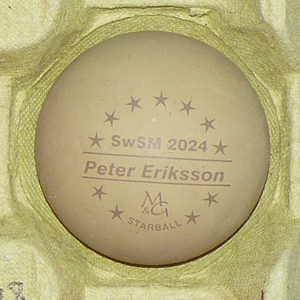 SwSM 2024
Peter Eriksson
M&G
STARBALL